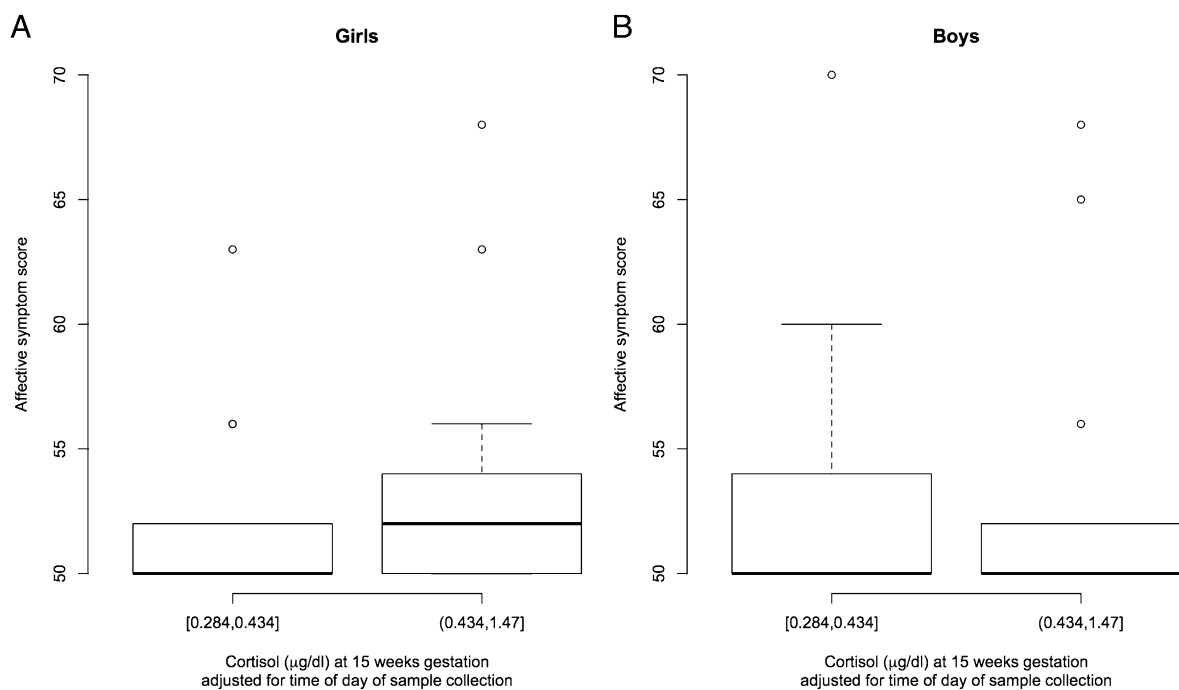 A
Girls
70
65
60
55
50
Affective symptom score
[0.284,0.434]
(0.434,1.47]
Cortisol (μg/dl) at 15 weeks gestation
adjusted for time of day of sample collection
B
Boys
70
65
60
55
50
Affective symptom score
[0.284,0.434]
(0.434,1.47]
Cortisol (μg/dl) at 15 weeks gestation
adjusted for time of day of sample collection